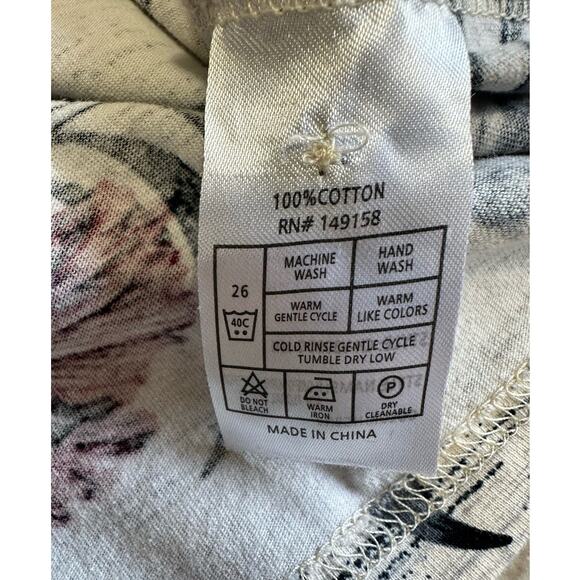 100%COTTON
RN# 149158
26
40C
MACHINE
WASH
HAND
WASH
WARM
GENTLE CYCLE
WARM
LIKE COLORS
COLD RINSE GENTLE CYCLE
TUMBLE DRY LOW
DO NOT
BLEACH
WARM
IRON
P
DRY
CLEANABLE
MADE IN CHINA